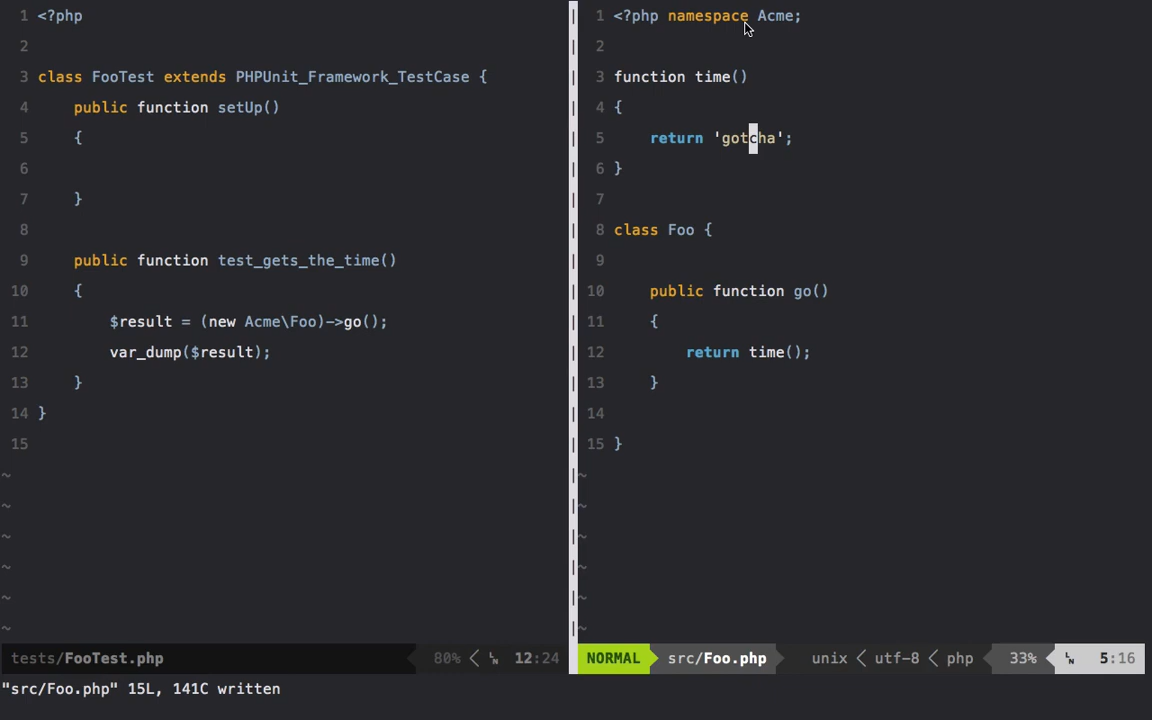 1 <?php
2
3 class FooTest extends PHPUnit_Framework_TestCase {
4     public function setUp()
5     {
6
7     }
8
9     public function test_gets_the_time()
10     {
11         $result = (new Acme\Foo)->go();
12         var_dump($result);
13     }
14 }
15
~
~
~
~
~
~
tests/FooTest.php 80% < ␤ 12:24
1 <?php namespace Acme;
2
3 function time()
4 {
5     return 'gotcha';
6 }
7
8 class Foo {
9
10     public function go()
11     {
12         return time();
13     }
14
15 }
~
~
~
~
~
~
NORMAL src/Foo.php unix < utf-8 < php 33% ␤ 5:16
"src/Foo.php" 15L, 141C written